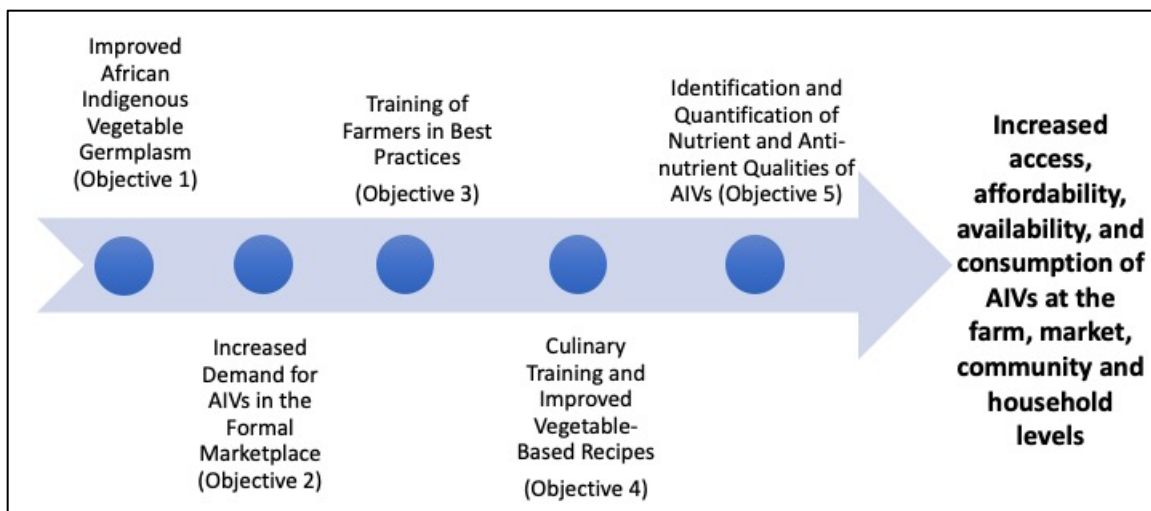 Improved
African
Indigenous
Vegetable
Germplasm
(Objective 1)
Increased
Demand for
AIVs in the
Formal
Marketplace
(Objective 2)
Training of
Farmers in Best
Practices
(Objective 3)
Culinary
Training and
Improved
Vegetable-
Based Recipes
(Objective 4)
Identification and
Quantification of
Nutrient and Anti-
nutrient Qualities of
AIVs (Objective 5)
Increased
access,
affordability,
availability, and
consumption of
AIVs at the
farm, market,
community and
household
levels